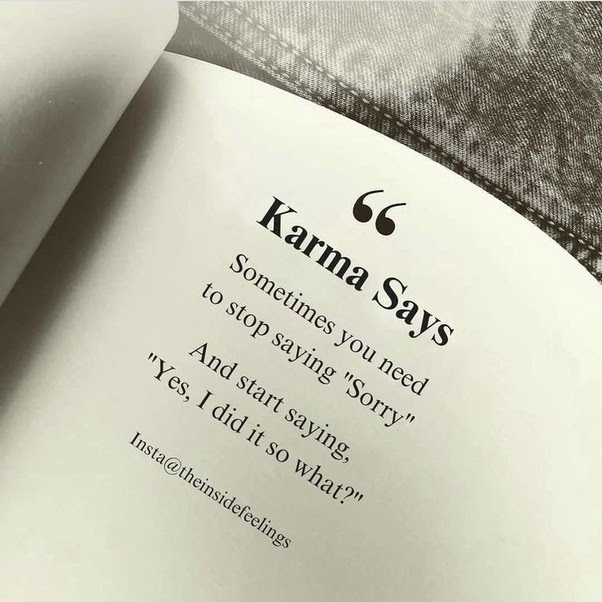 “
Karma Says
Sometimes you need
to stop saying "Sorry"
And start saying,
"Yes, I did it so what?"
Insta@theinsidefeelings